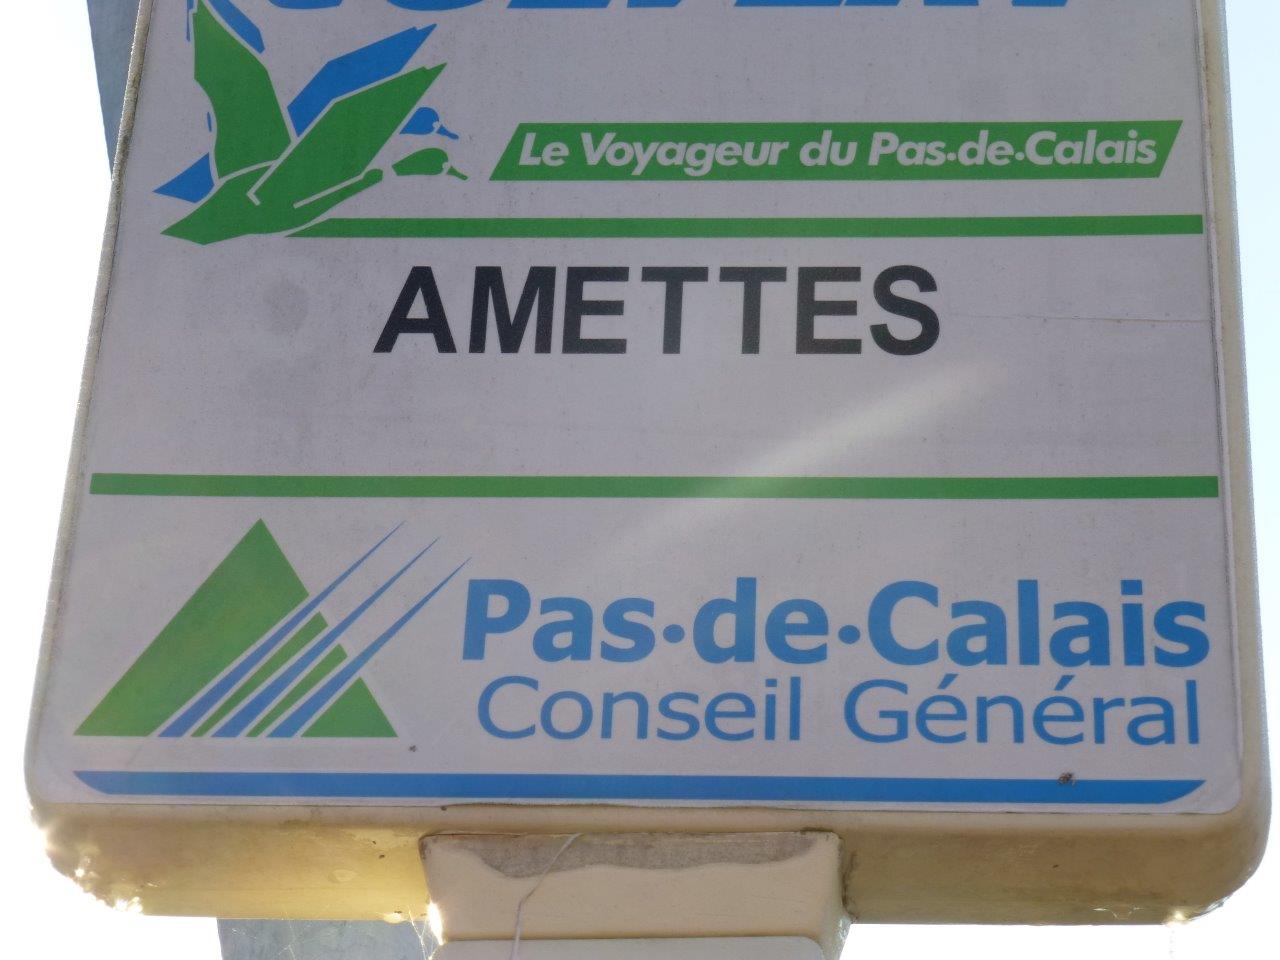 Le Voyageur du Pas-de-Calais
AMETTES
Pas-de-Calais
Conseil Général